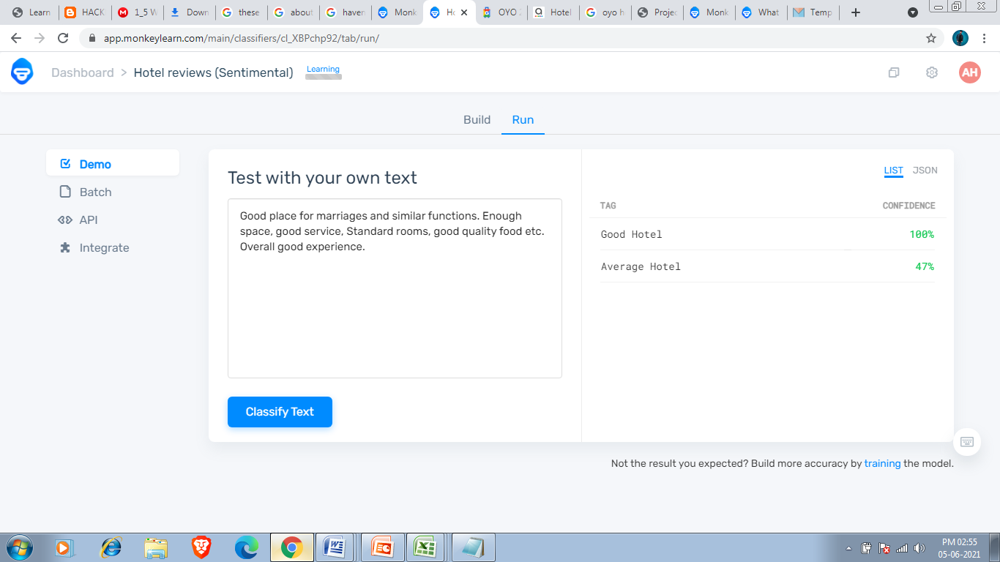 Learn
HACK
1_5 W
Down
these
about
haven
Monk
Ho
OYO 2
Hotel
oyo h
Projec
Monk
What
Temp
app.monkeylearn.com/main/classifiers/cl_XBPchp92/tab/run/
Dashboard > Hotel reviews (Sentimental)
Learning
AH
Build
Run
Demo
Batch
API
Integrate
Test with your own text
Good place for marriages and similar functions. Enough
space, good service, Standard rooms, good quality food etc.
Overall good experience.
Classify Text
LIST JSON
TAG CONFIDENCE
Good Hotel 100%
Average Hotel 47%
Not the result you expected? Build more accuracy by training the model.
PM 02:55
05-06-2021